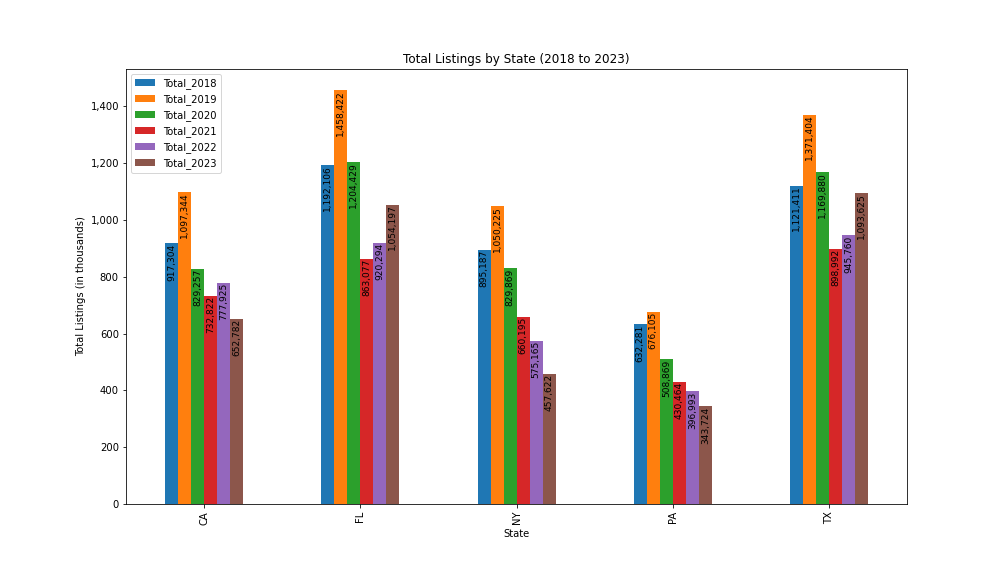 Total Listings by State (2018 to 2023)
Total_2018
Total_2019
Total_2020
Total_2021
Total_2022
Total_2023
Total Listings (in thousands)
1,400
1,200
1,000
800
600
400
200
0
917,304
1,097,344
829,257
732,822
777,925
652,782
1,192,106
1,458,422
1,204,429
863,077
920,294
1,054,197
895,187
1,050,225
829,869
660,195
575,165
457,622
632,281
676,105
508,869
430,464
396,993
343,724
1,121,411
1,371,404
1,169,880
898,992
945,760
1,093,625
CA
FL
NY
PA
TX
State